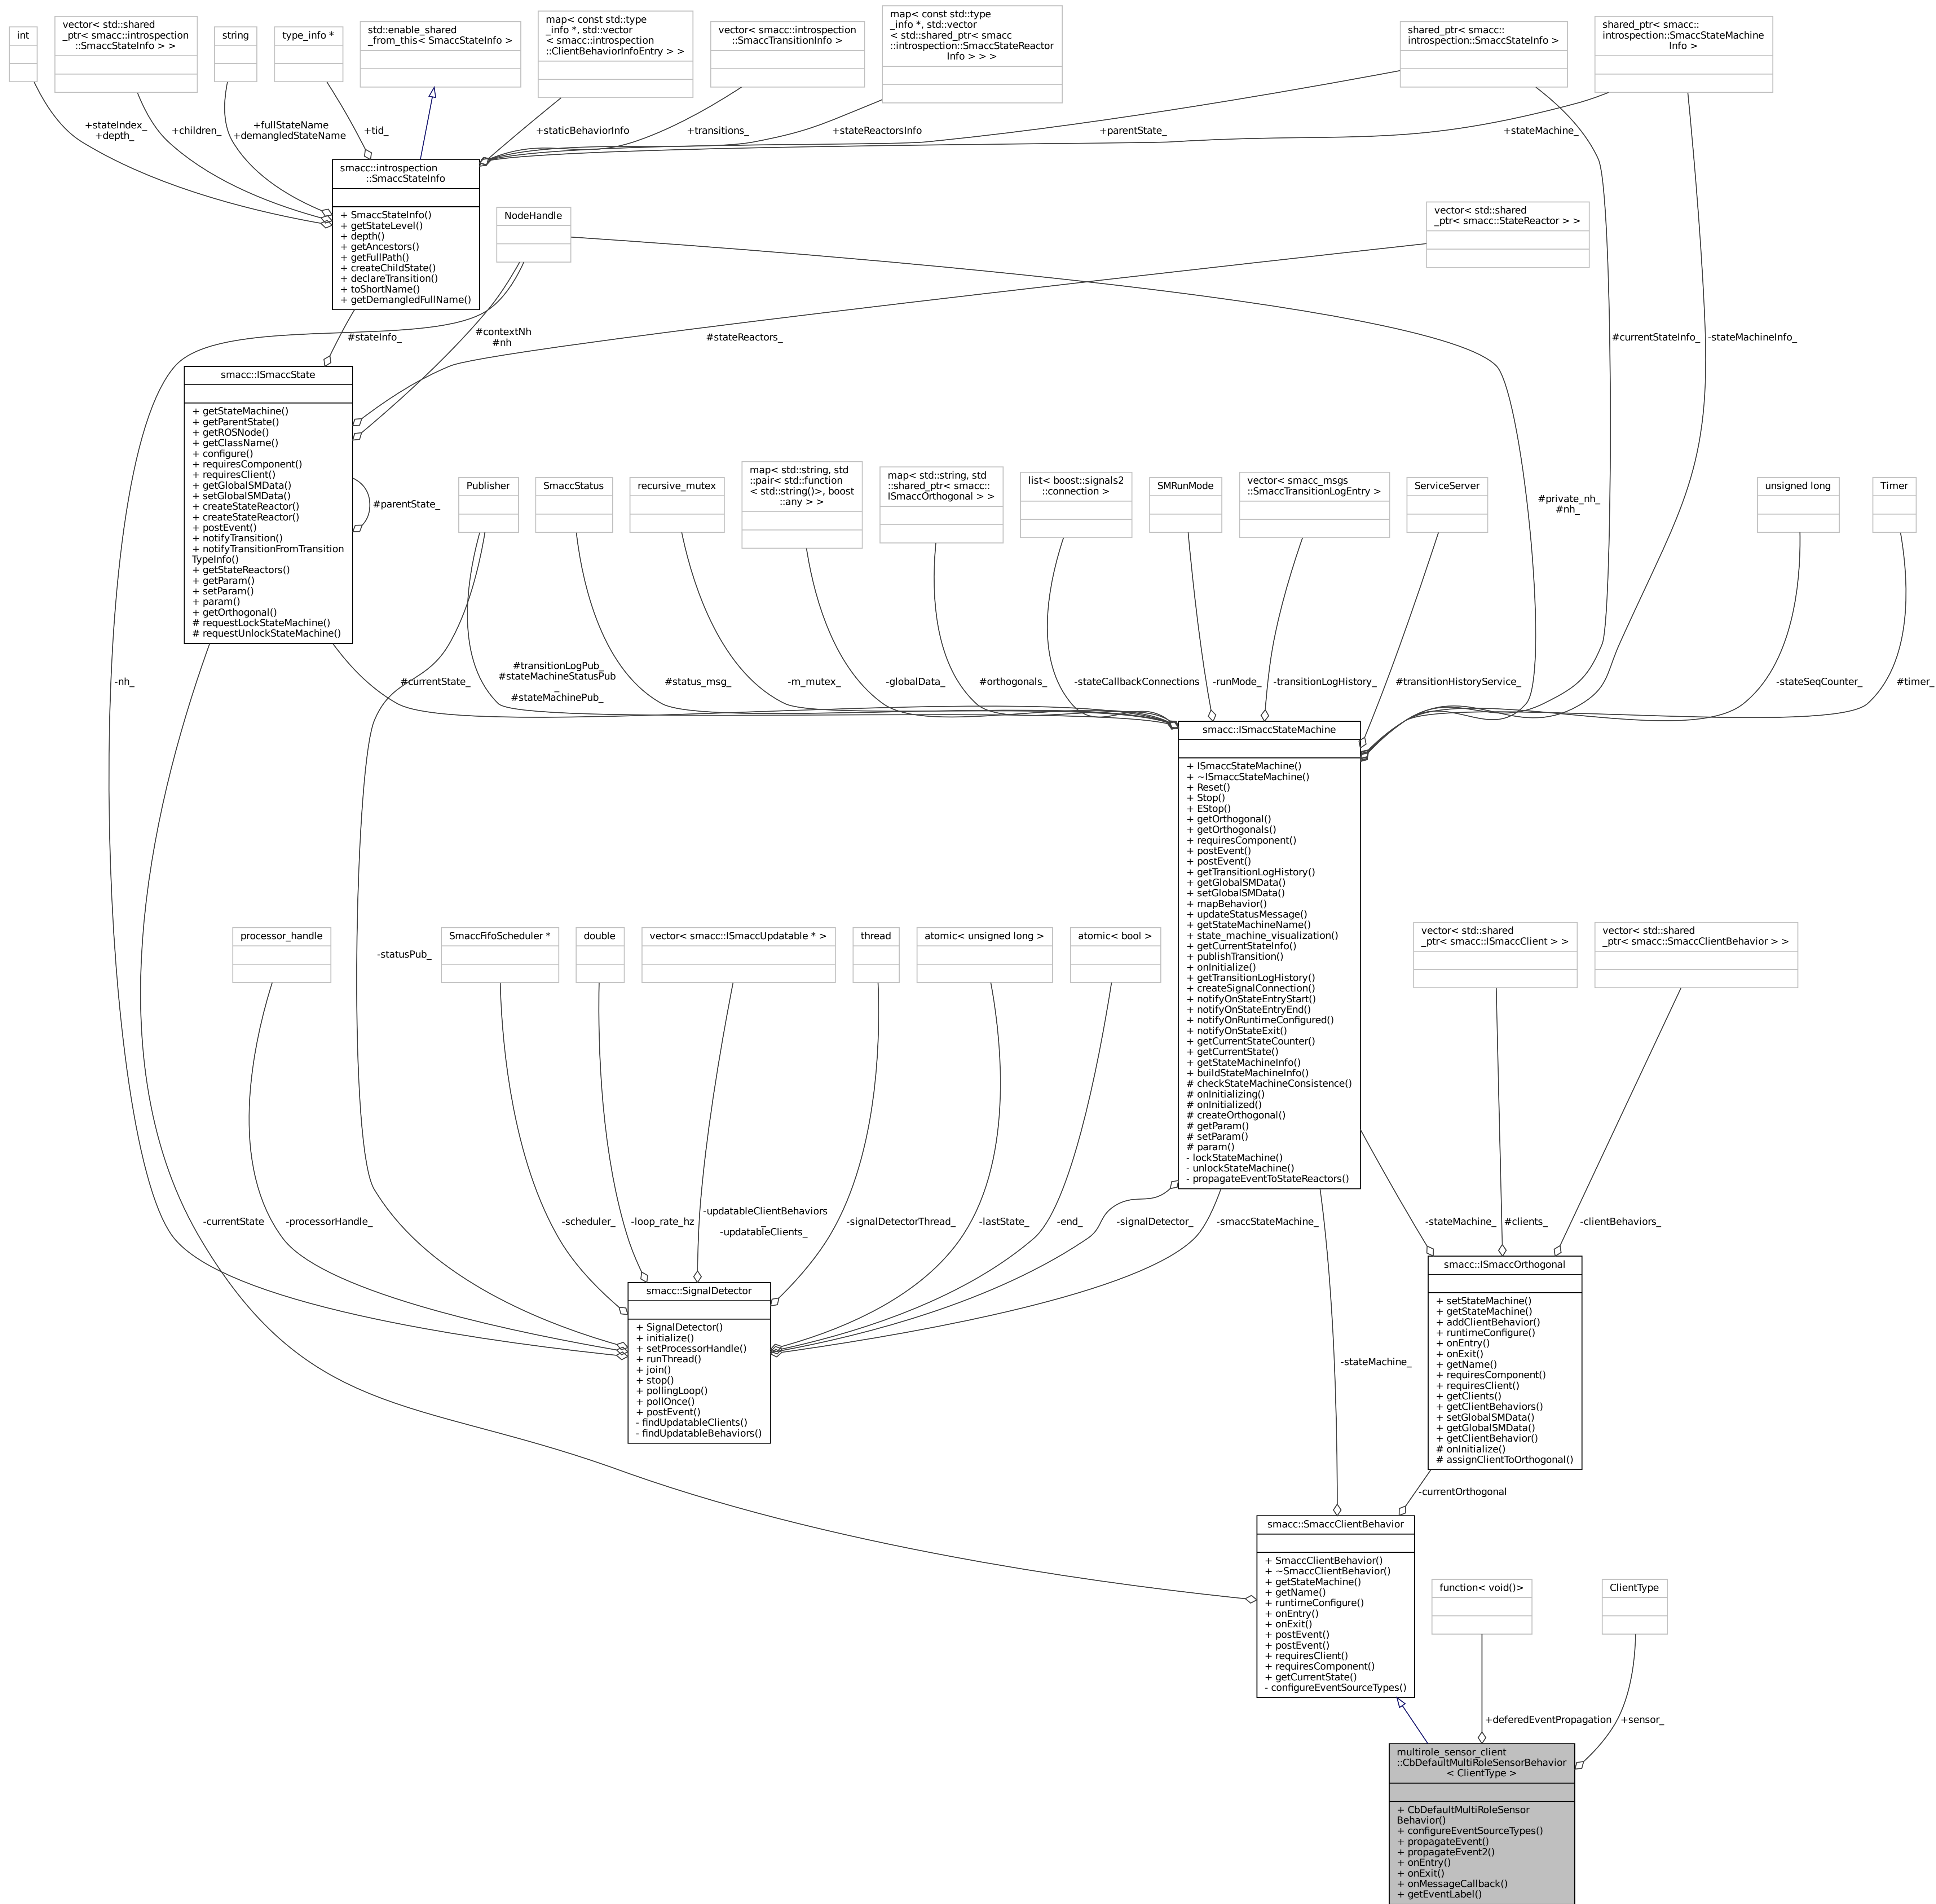 int
vector< std::shared
_ptr< smacc::introspection
::SmaccStateInfo > >
string
type_info *
std::enable_shared
_from_this< SmaccStateInfo >
map< const std::type
_info *, std::vector
< smacc::introspection
::ClientBehaviorInfoEntry > >
vector< smacc::introspection
::SmaccTransitionInfo >
map< const std::type
_info *, std::vector
< std::shared_ptr< smacc
::introspection::SmaccStateReactor
Info > > >
shared_ptr< smacc::
introspection::SmaccStateInfo >
shared_ptr< smacc::
introspection::SmaccStateMachine
Info >
+stateIndex_
+depth_
+children_
+fullStateName
+demangledStateName
+tid_
+staticBehaviorInfo
+transitions_
+stateReactorsInfo
+parentState_
+stateMachine_
smacc::introspection
::SmaccStateInfo
+ SmaccStateInfo()
+ getStateLevel()
+ depth()
+ getAncestors()
+ getFullPath()
+ createChildState()
+ declareTransition()
+ toShortName()
+ getDemangledFullName()
NodeHandle
vector< std::shared
_ptr< smacc::StateReactor > >
#stateInfo_
#contextNh
#nh
#stateReactors_
#currentStateInfo_
-stateMachineInfo_
smacc::ISmaccState
+ getStateMachine()
+ getParentState()
+ getROSNode()
+ getClassName()
+ configure()
+ requiresComponent()
+ requiresClient()
+ getGlobalSMData()
+ setGlobalSMData()
+ createStateReactor()
+ createStateReactor()
+ postEvent()
+ notifyTransition()
+ notifyTransitionFromTransition
TypeInfo()
+ getStateReactors()
+ getParam()
+ setParam()
+ param()
+ getOrthogonal()
# requestLockStateMachine()
# requestUnlockStateMachine()
#parentState_
Publisher
SmaccStatus
recursive_mutex
map< std::string, std
::pair< std::function
< std::string()>, boost
::any > >
map< std::string, std
::shared_ptr< smacc::
ISmaccOrthogonal > >
list< boost::signals2
::connection >
SMRunMode
vector< smacc_msgs
::SmaccTransitionLogEntry >
ServiceServer
#private_nh_
#nh_
unsigned long
Timer
-nh_
#currentState_
#transitionLogPub_
#stateMachineStatusPub
_
#stateMachinePub_
#status_msg_
-m_mutex_
-globalData_
#orthogonals_
-stateCallbackConnections
-runMode_
-transitionLogHistory_
#transitionHistoryService_
-stateSeqCounter_
#timer_
smacc::ISmaccStateMachine
+ ISmaccStateMachine()
+ ~ISmaccStateMachine()
+ Reset()
+ Stop()
+ EStop()
+ getOrthogonal()
+ getOrthogonals()
+ requiresComponent()
+ postEvent()
+ postEvent()
+ getTransitionLogHistory()
+ getGlobalSMData()
+ setGlobalSMData()
+ mapBehavior()
+ updateStatusMessage()
+ getStateMachineName()
+ state_machine_visualization()
+ getCurrentStateInfo()
+ publishTransition()
+ onInitialize()
+ getTransitionLogHistory()
+ createSignalConnection()
+ notifyOnStateEntryStart()
+ notifyOnStateEntryEnd()
+ notifyOnRuntimeConfigured()
+ notifyOnStateExit()
+ getCurrentStateCounter()
+ getCurrentState()
+ getStateMachineInfo()
+ buildStateMachineInfo()
# checkStateMachineConsistence()
# onInitializing()
# onInitialized()
# createOrthogonal()
# getParam()
# setParam()
# param()
- lockStateMachine()
- unlockStateMachine()
- propagateEventToStateReactors()
processor_handle
-statusPub_
SmaccFifoScheduler *
double
vector< smacc::ISmaccUpdatable * >
thread
atomic< unsigned long >
atomic< bool >
vector< std::shared
_ptr< smacc::ISmaccClient > >
vector< std::shared
_ptr< smacc::SmaccClientBehavior > >
-currentState
-processorHandle_
-scheduler_
-loop_rate_hz
-updatableClientBehaviors
_
-updatableClients_
-signalDetectorThread_
-lastState_
-end_
-signalDetector_
-smaccStateMachine_
-stateMachine_
#clients_
-clientBehaviors_
smacc::SignalDetector
+ SignalDetector()
+ initialize()
+ setProcessorHandle()
+ runThread()
+ join()
+ stop()
+ pollingLoop()
+ pollOnce()
+ postEvent()
- findUpdatableClients()
- findUpdatableBehaviors()
-stateMachine_
smacc::ISmaccOrthogonal
+ setStateMachine()
+ getStateMachine()
+ addClientBehavior()
+ runtimeConfigure()
+ onEntry()
+ onExit()
+ getName()
+ requiresComponent()
+ requiresClient()
+ getClients()
+ getClientBehaviors()
+ setGlobalSMData()
+ getGlobalSMData()
+ getClientBehavior()
# onInitialize()
# assignClientToOrthogonal()
-currentOrthogonal
smacc::SmaccClientBehavior
+ SmaccClientBehavior()
+ ~SmaccClientBehavior()
+ getStateMachine()
+ getName()
+ runtimeConfigure()
+ onEntry()
+ onExit()
+ postEvent()
+ postEvent()
+ requiresClient()
+ requiresComponent()
+ getCurrentState()
- configureEventSourceTypes()
function< void()>
ClientType
+deferedEventPropagation
+sensor_
multirole_sensor_client
::CbDefaultMultiRoleSensorBehavior
< ClientType >
+ CbDefaultMultiRoleSensor
Behavior()
+ configureEventSourceTypes()
+ propagateEvent()
+ propagateEvent2()
+ onEntry()
+ onExit()
+ onMessageCallback()
+ getEventLabel()